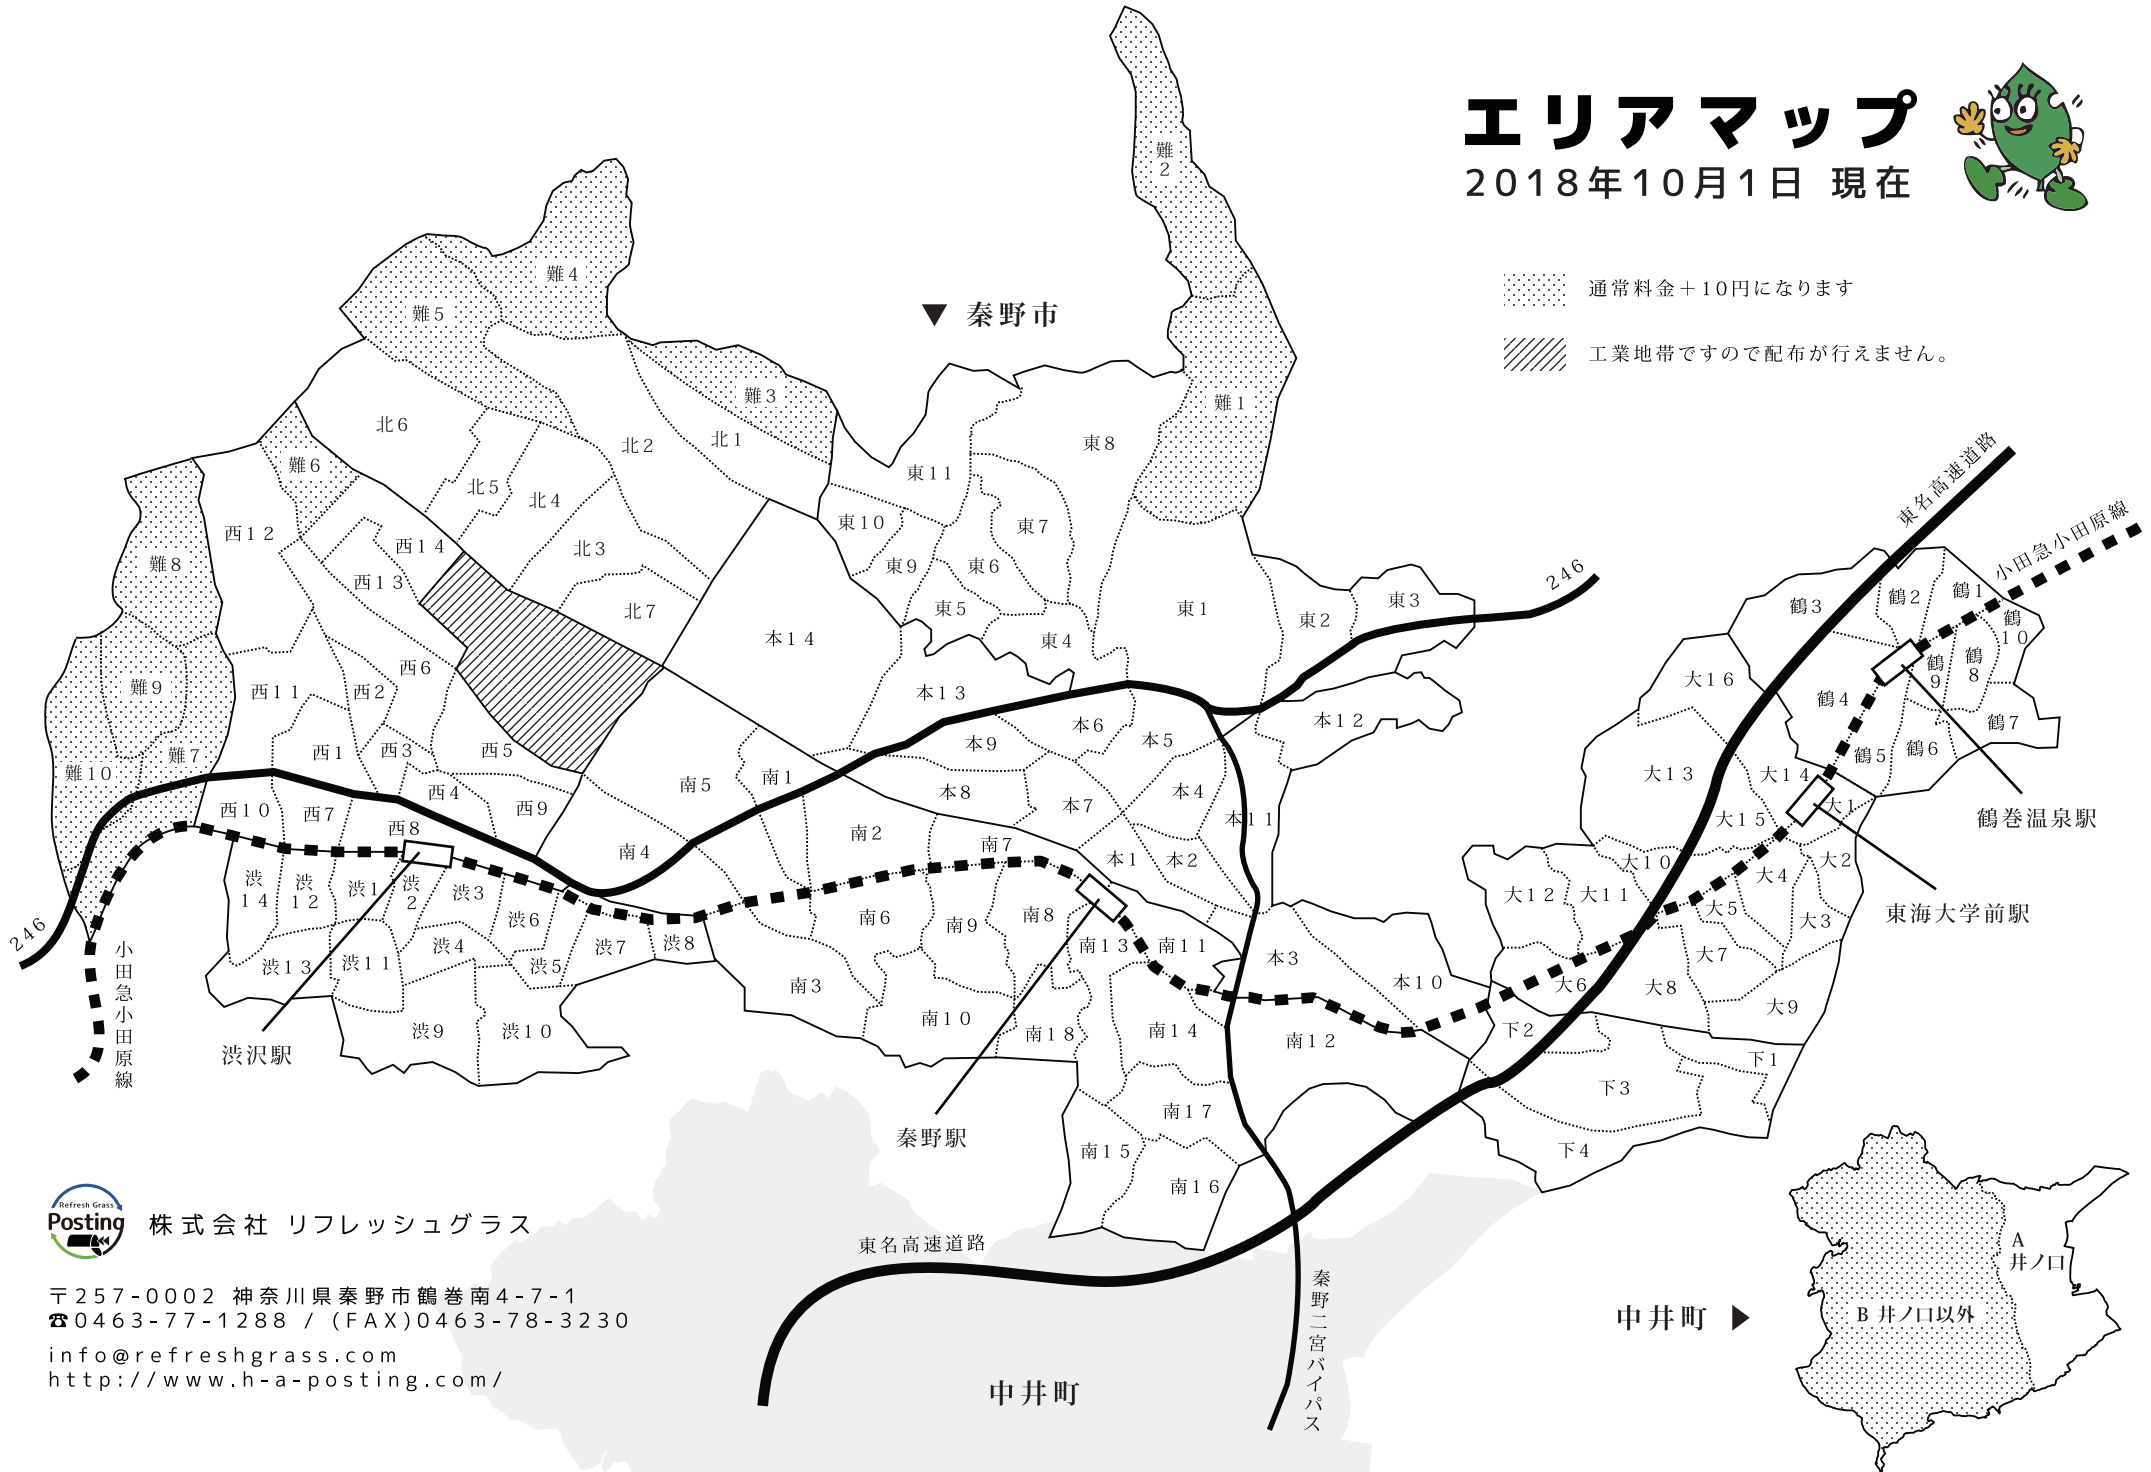 エリアマップ
2018年10月1日 現在
通常料金＋10円になります
工業地帯ですので配布が行えません。
▼ 秦野市
難2
難4
難5
難3
難1
北6
北2
北1
東8
難6
東11
北5
北4
西12
東10
東7
西14
北3
難8
西13
東9
東6
北7
東5
東1
東2
東3
246
本14
東4
西6
難9
西11
西2
本13
本12
本6
本9
本5
西1
西3
西5
難7
難10
南1
南5
西4
本8
本4
本7
西10
西7
西9
西8
本11
南2
南7
南4
本1
本2
渋14
渋12
渋1
渋2
渋3
渋6
南6
南9
南8
渋4
渋7
渋8
南13
南11
渋13
渋11
渋5
本3
本10
南3
南10
南18
南14
南12
渋9
渋10
南17
南15
南16
246
小田急小田原線
渋沢駅
秦野駅
東名高速道路
小田急小田原線
鶴1
鶴2
鶴3
鶴10
鶴8
鶴9
鶴4
鶴7
鶴6
鶴5
大16
大13
大14
大1
大15
大10
大2
大4
大12
大11
大5
大3
大7
大6
大8
大9
下2
下1
下3
下4
鶴巻温泉駅
東海大学前駅
東名高速道路
秦野二宮バイパス
中井町
中井町 ▶
A
井ノ口
B 井ノ口以外
Refresh Grass
Posting
株式会社 リフレッシュグラス
〒257-0002 神奈川県秦野市鶴巻南4-7-1
☎0463-77-1288 / (FAX)0463-78-3230
info@refreshgrass.com
http://www.h-a-posting.com/